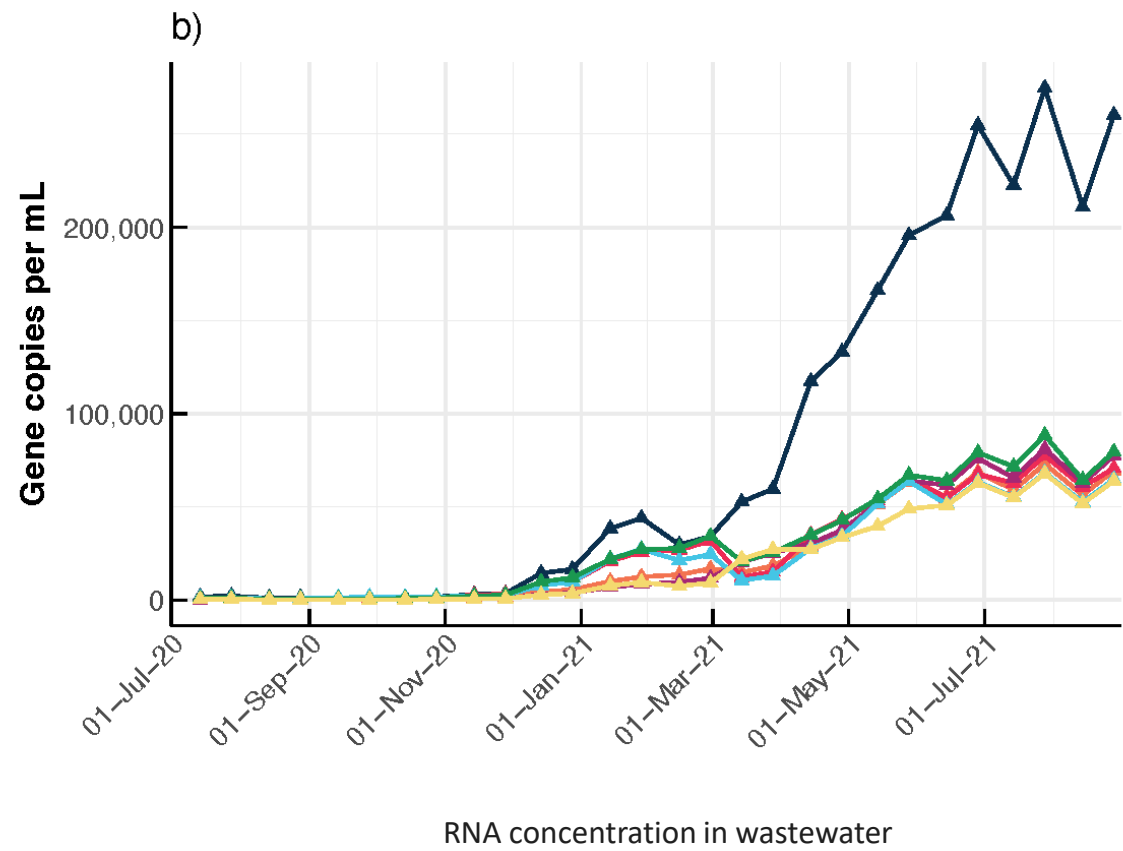 b)
Gene copies per mL
200,000
100,000
0
01−Jul−20
01−Sep−20
01−Nov−20
01−Jan−21
01−Mar−21
01−May−21
01−Jul−21
RNA concentration in wastewater